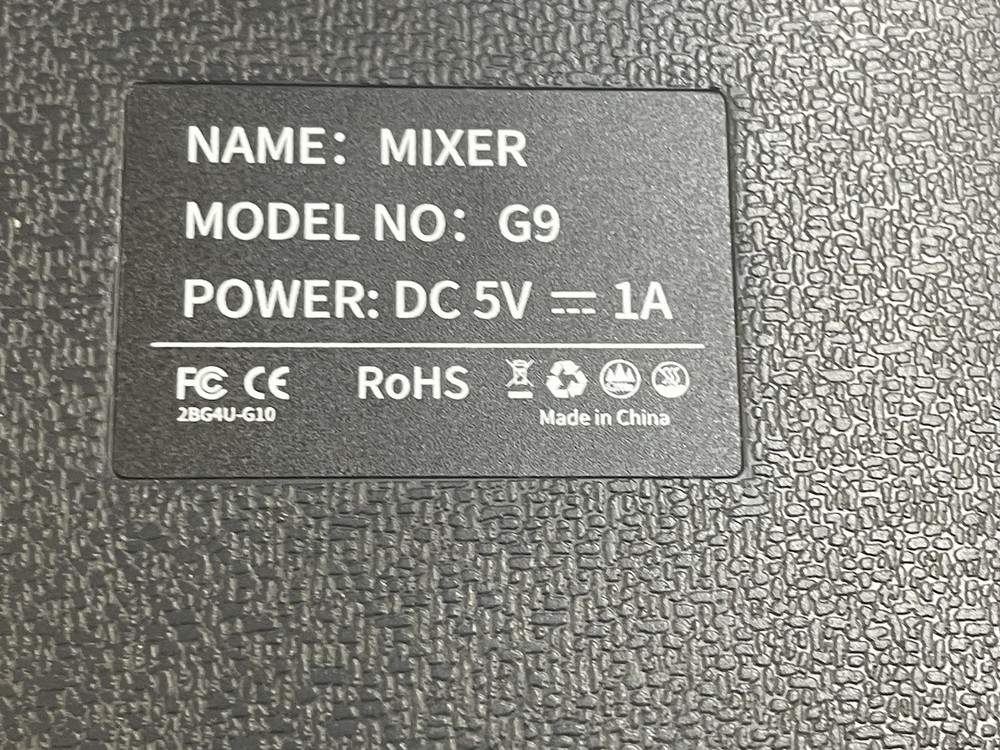 NAME： MIXER
MODEL NO： G9
POWER: DC 5V ⎓ 1A
FC CE RoHS
2BG4U-G10
Made in China